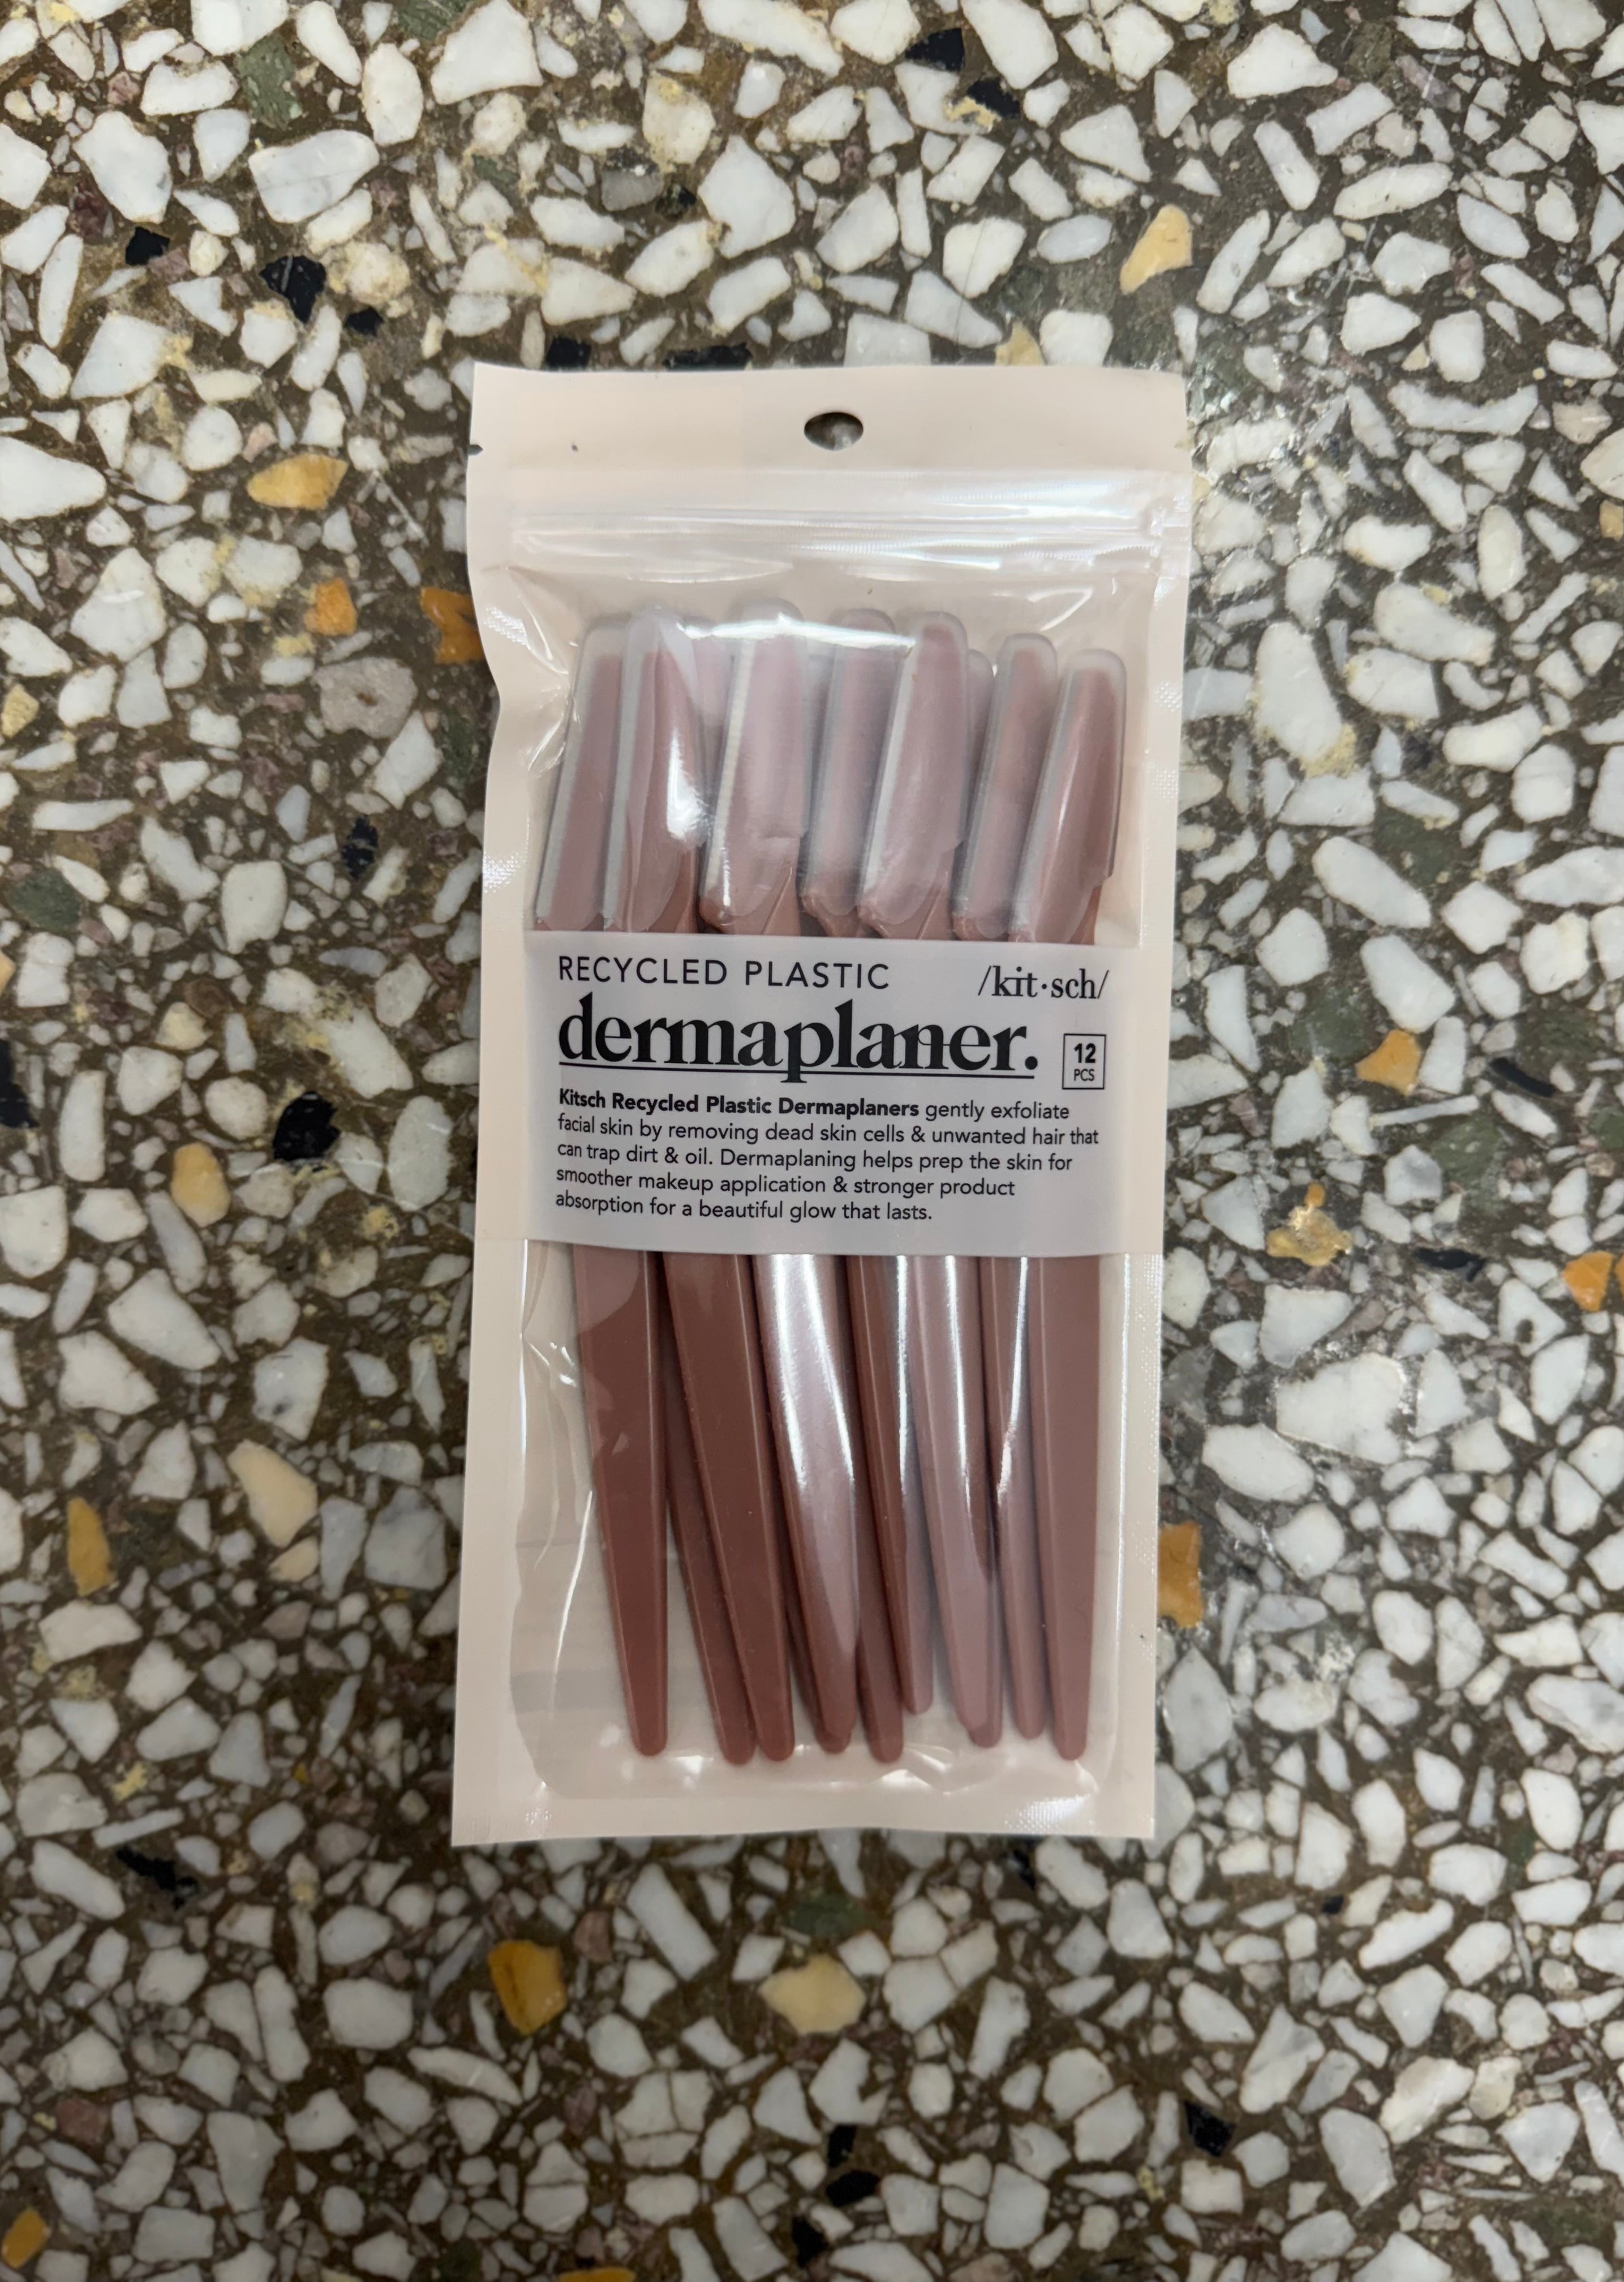 RECYCLED PLASTIC
/kit·sch/
dermaplaner.
12
PCS
Kitsch Recycled Plastic Dermaplaners gently exfoliate
facial skin by removing dead skin cells & unwanted hair that
can trap dirt & oil. Dermaplaning helps prep the skin for
smoother makeup application & stronger product
absorption for a beautiful glow that lasts.